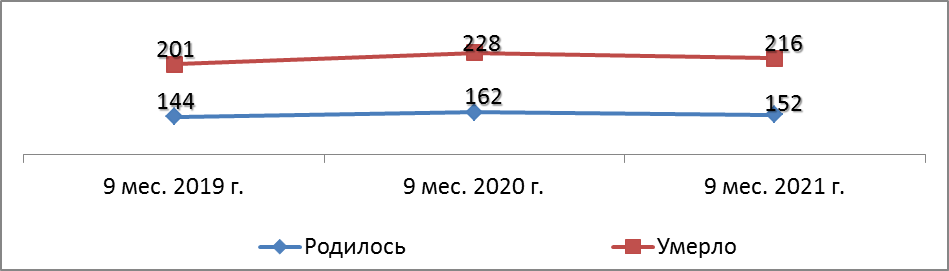 201 228 216
144 162 152
9 мес. 2019 г. 9 мес. 2020 г. 9 мес. 2021 г.
Родилось Умерло